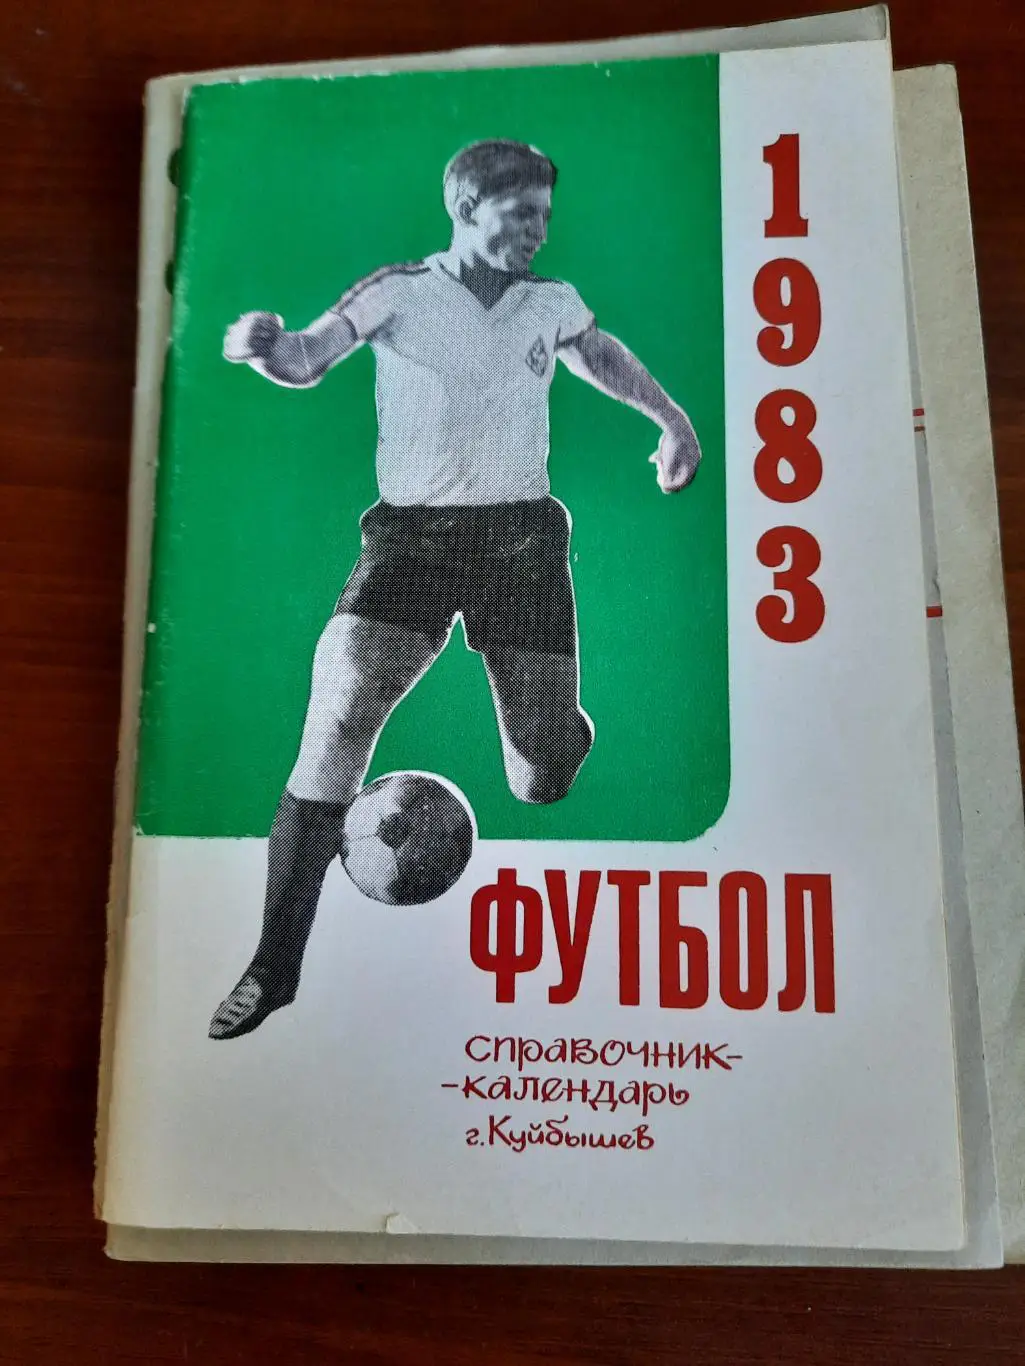 1983
ФУТБОЛ
справочник-
-календарь
г. Куйбышев